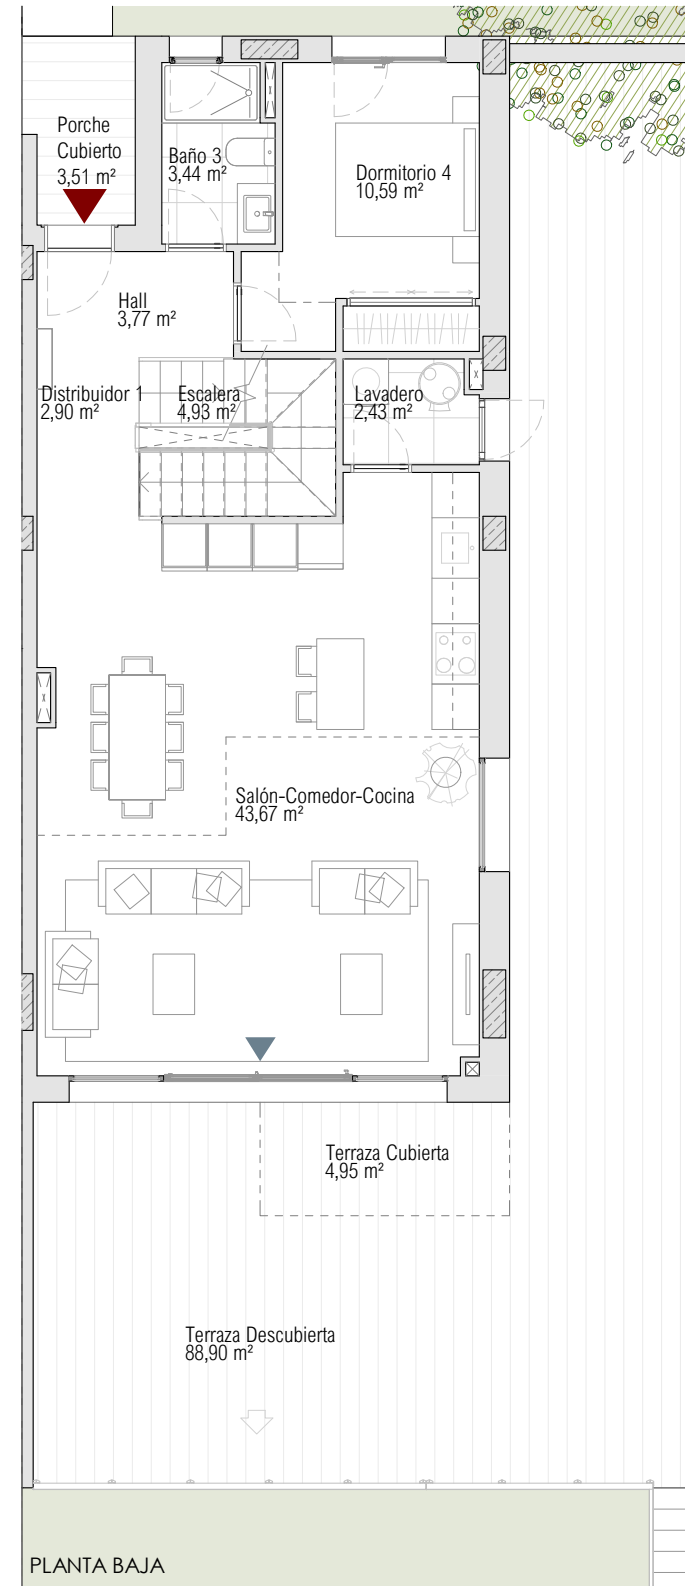 Porche
Cubierto
3,51 m²
Baño 3
3,44 m²
Dormitorio 4
10,59 m²
Hall
3,77 m²
Distribuidor 1
2,90 m²
Escalera
4,93 m²
Lavadero
2,43 m²
Salón-Comedor-Cocina
43,67 m²
Terraza Cubierta
4,95 m²
Terraza Descubierta
88,90 m²
PLANTA BAJA